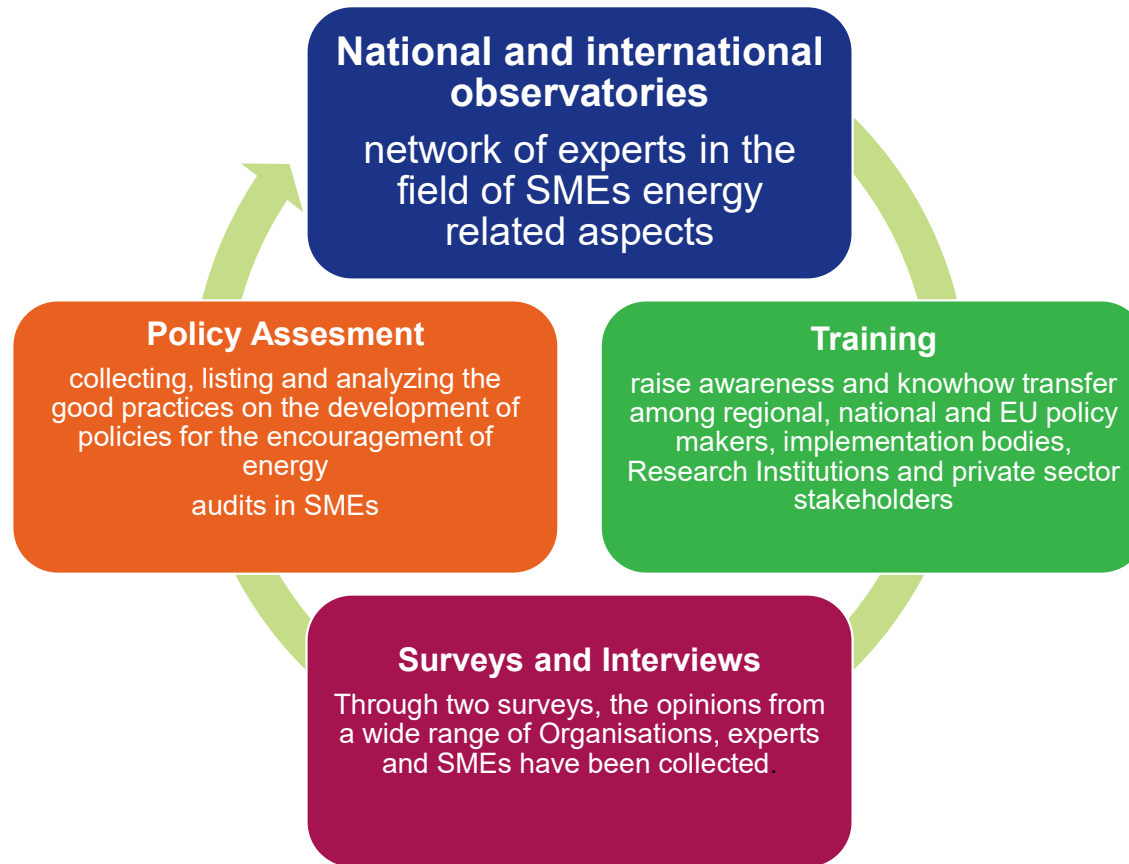 National and international
observatories
network of experts in the
field of SMEs energy
related aspects
Policy Assesment
collecting, listing and analyzing the
good practices on the development of
policies for the encouragement of
energy
audits in SMEs
Training
raise awareness and knowhow transfer
among regional, national and EU policy
makers, implementation bodies,
Research Institutions and private sector
stakeholders
Surveys and Interviews
Through two surveys, the opinions from
a wide range of Organisations, experts
and SMEs have been collected.